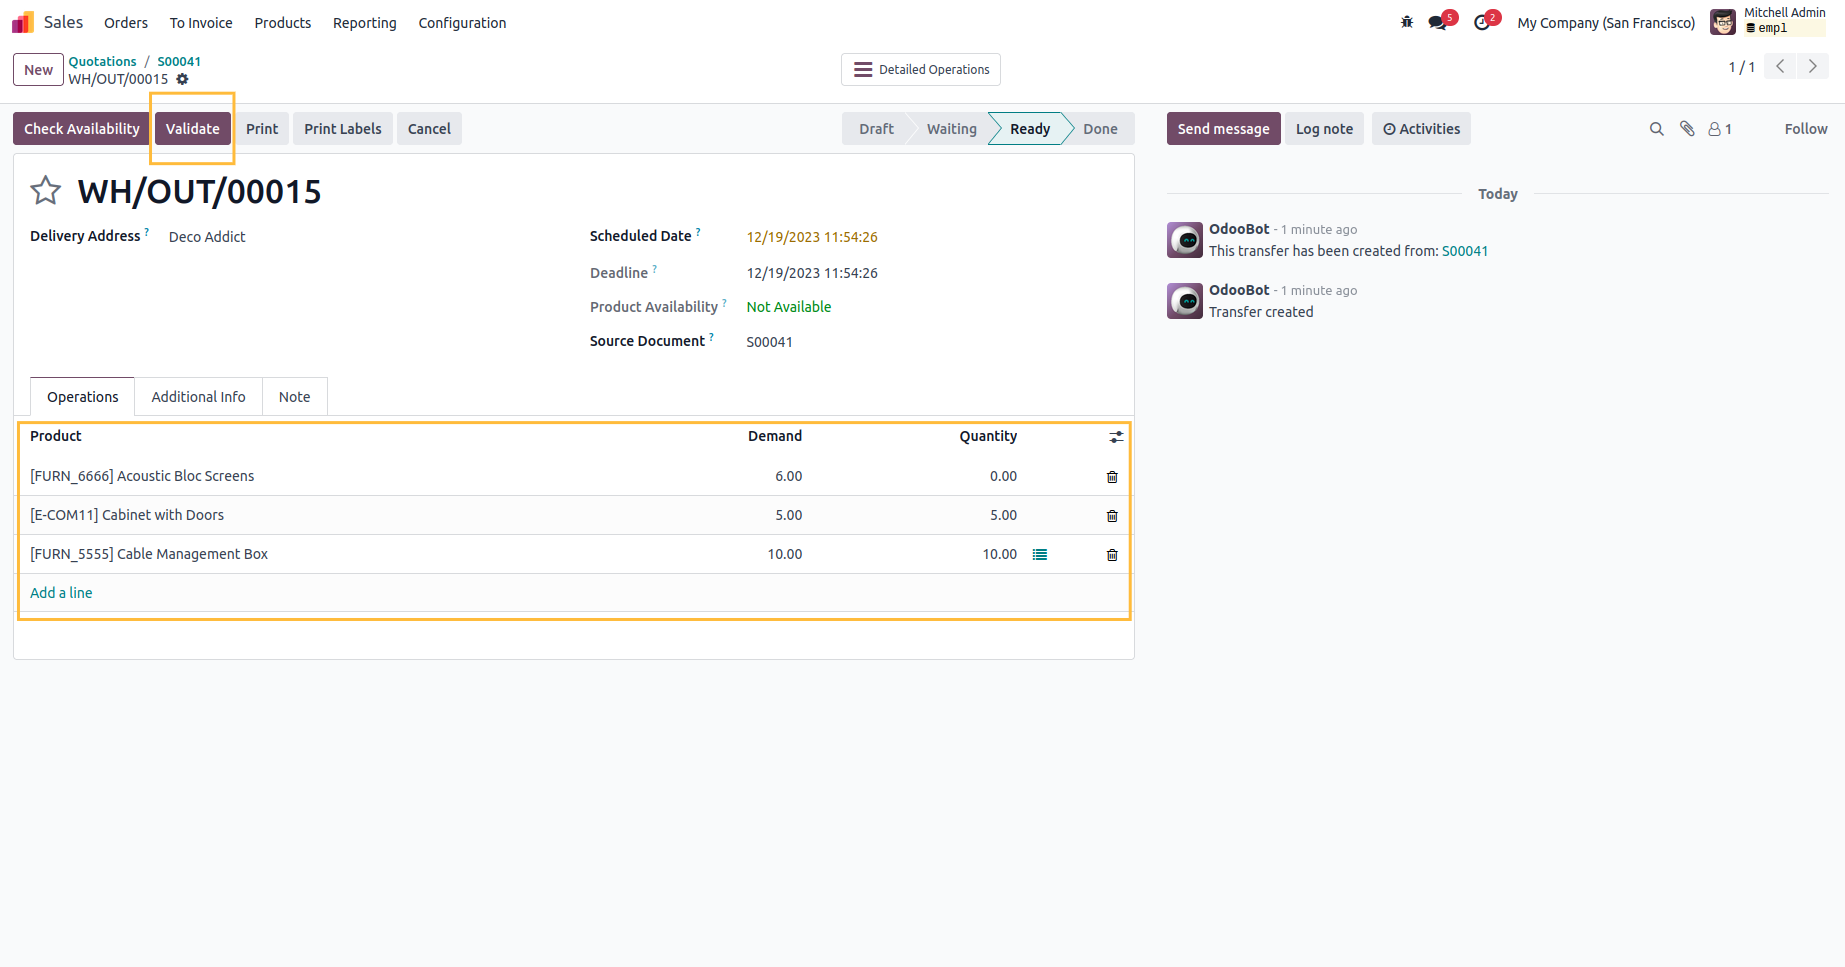 Sales Orders To Invoice Products Reporting Configuration 5 2 My Company (San Francisco) Mitchell Admin
empl
New Quotations / S00041
WH/OUT/00015
Detailed Operations 1 / 1
Check Availability Validate Print Print Labels Cancel Draft Waiting Ready Done Send message Log note Activities 1 Follow
WH/OUT/00015
Delivery Address ? Deco Addict
Scheduled Date ? 12/19/2023 11:54:26
Deadline ? 12/19/2023 11:54:26
Product Availability ? Not Available
Source Document ? S00041
Operations Additional Info Note
Product Demand Quantity
[FURN_6666] Acoustic Bloc Screens 6.00 0.00
[E-COM11] Cabinet with Doors 5.00 5.00
[FURN_5555] Cable Management Box 10.00 10.00
Add a line
Today
OdooBot - 1 minute ago
This transfer has been created from: S00041
OdooBot - 1 minute ago
Transfer created